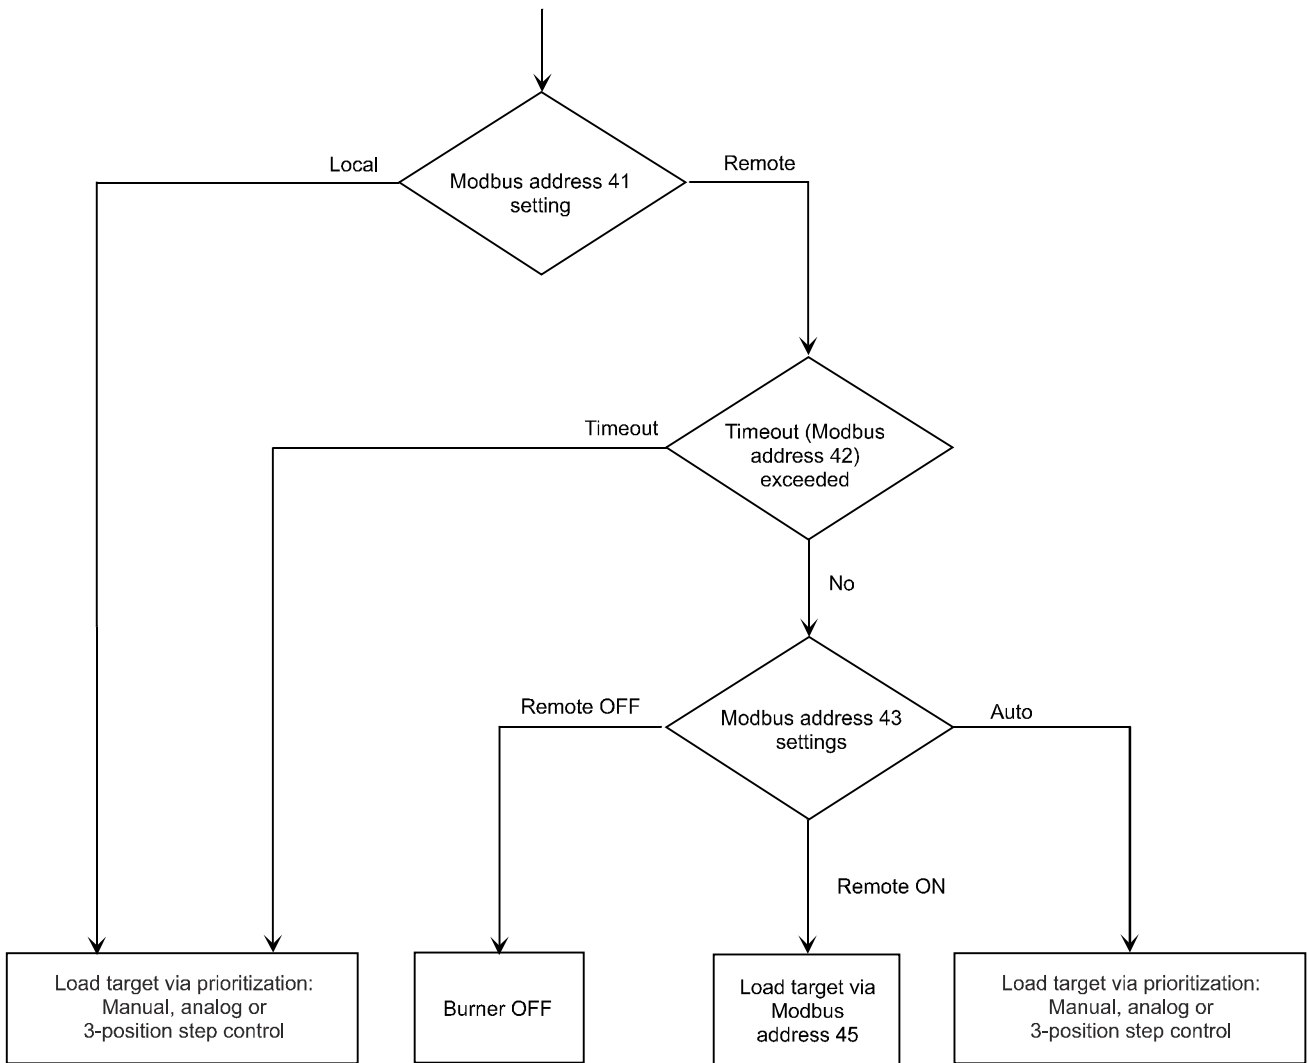 Local
Remote
Modbus address 41
setting
Timeout
Timeout (Modbus
address 42)
exceeded
No
Remote OFF
Modbus address 43
settings
Auto
Remote ON
Load target via prioritization:
Manual, analog or
3-position step control
Burner OFF
Load target via
Modbus
address 45
Load target via prioritization:
Manual, analog or
3-position step control